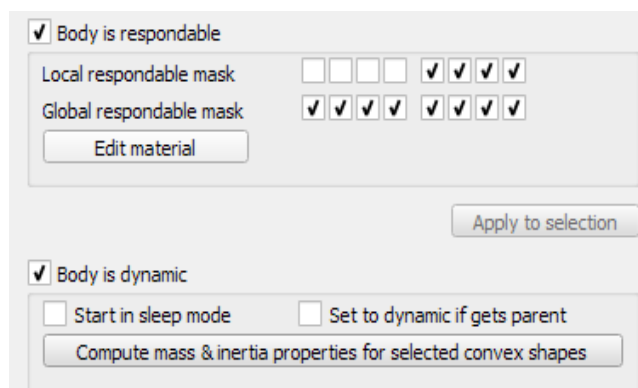 Body is respondable
Local respondable mask
Global respondable mask
Edit material
Apply to selection
Body is dynamic
Start in sleep mode Set to dynamic if gets parent
Compute mass & inertia properties for selected convex shapes